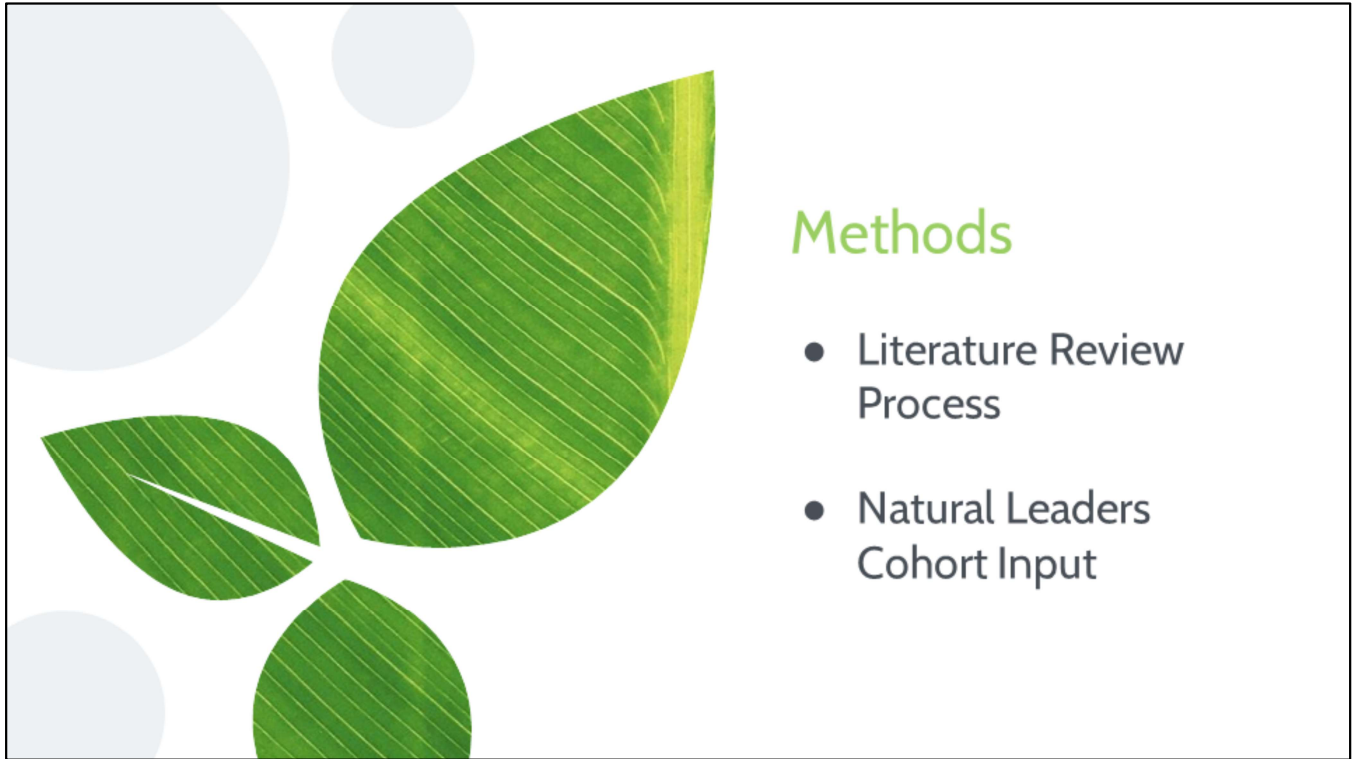 Methods
● Literature Review
Process
● Natural Leaders
Cohort Input